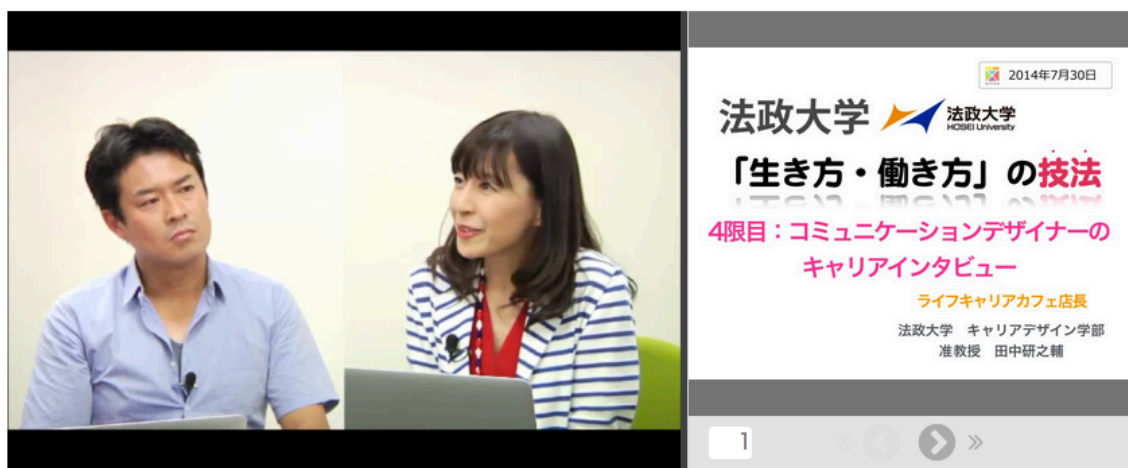 2014年7月30日
法政大学 法政大学
HOSEI University
「生き方・働き方」の技法
4限目：コミュニケーションデザイナーの
キャリアインタビュー
ライフキャリアカフェ店長
法政大学 キャリアデザイン学部
准教授 田中研之輔
1